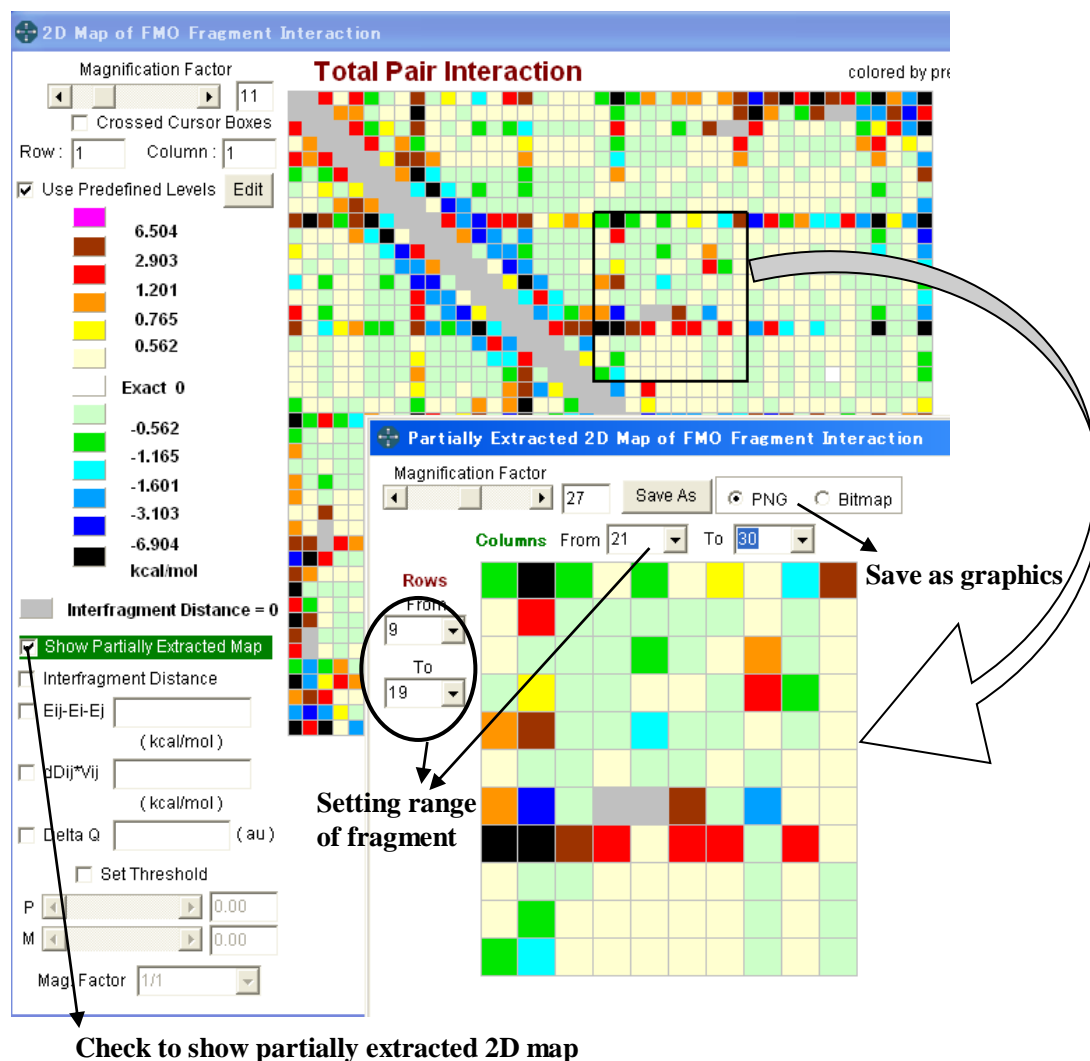 2D Map of FMO Fragment Interaction
Magnification Factor
11
Crossed Cursor Boxes
Row : 1 Column : 1
Use Predefined Levels Edit
6.504
2.903
1.201
0.765
0.562
Exact 0
-0.562
-1.165
-1.601
-3.103
-6.904
kcal/mol
Interfragment Distance = 0
Show Partially Extracted Map
Interfragment Distance
Eij-Ei-Ej
( kcal/mol )
dDij*Vij
( kcal/mol )
Delta Q ( au )
Set Threshold
P 0.00
M 0.00
Mag. Factor 1/1
Total Pair Interaction colored by pre
Partially Extracted 2D Map of FMO Fragment Interaction
Magnification Factor
27 Save As PNG Bitmap
Columns From 21 To 30
Save as graphics
Rows
From
9
To
19
Setting range
of fragment
Check to show partially extracted 2D map